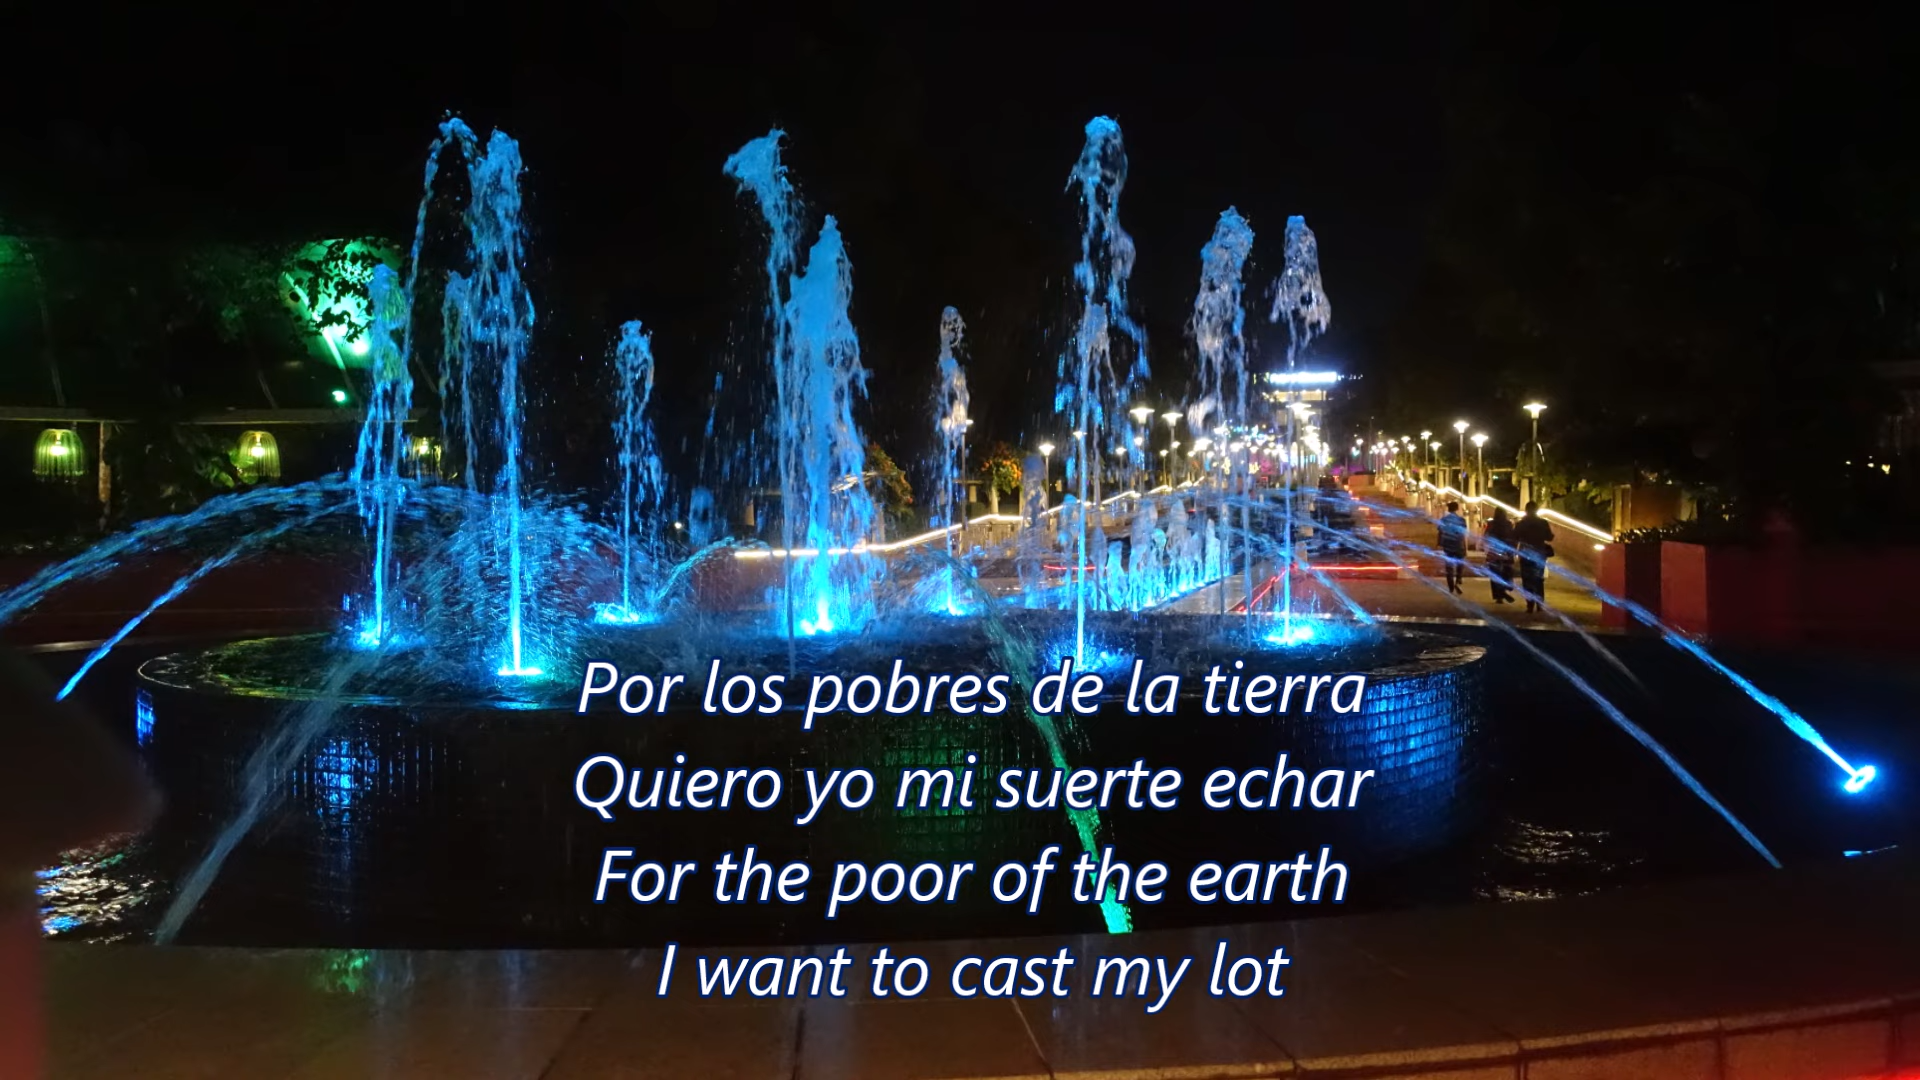 Por los pobres de la tierra
Quiero yo mi suerte echar
For the poor of the earth
I want to cast my lot